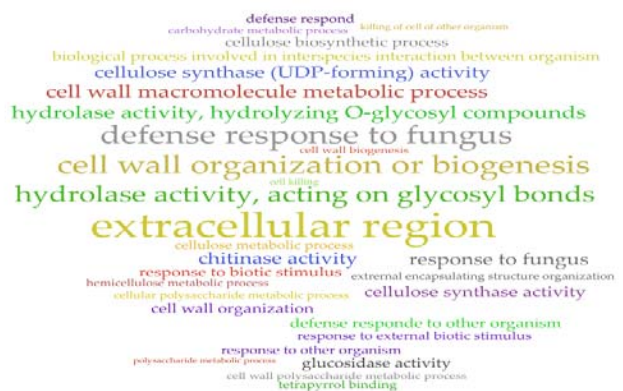 defense respond
carbohydrate metabolic process killing of cell of other organism
cellulose biosynthetic process
biological process involved in interspecies interaction between organism
cellulose synthase (UDP-forming) activity
cell wall macromolecule metabolic process
hydrolase activity, hydrolyzing O-glycosyl compounds
defense response to fungus
cell wall biogenesis
cell wall organization or biogenesis
cell killing
hydrolase activity, acting on glycosyl bonds
extracellular region
cellulose metabolic process
chitinase activity response to fungus
response to biotic stimulus extrernal encapsulating structure organization
hemicellulose metabolic process
cellular polysaccharide metabolic process cellulose synthase activity
cell wall organization
defense responde to other organism
response to external biotic stimulus
response to other organism
polysaccharide metabolic process glucosidase activity
cell wall polysaccharide metabolic process
tetrapyrrol binding